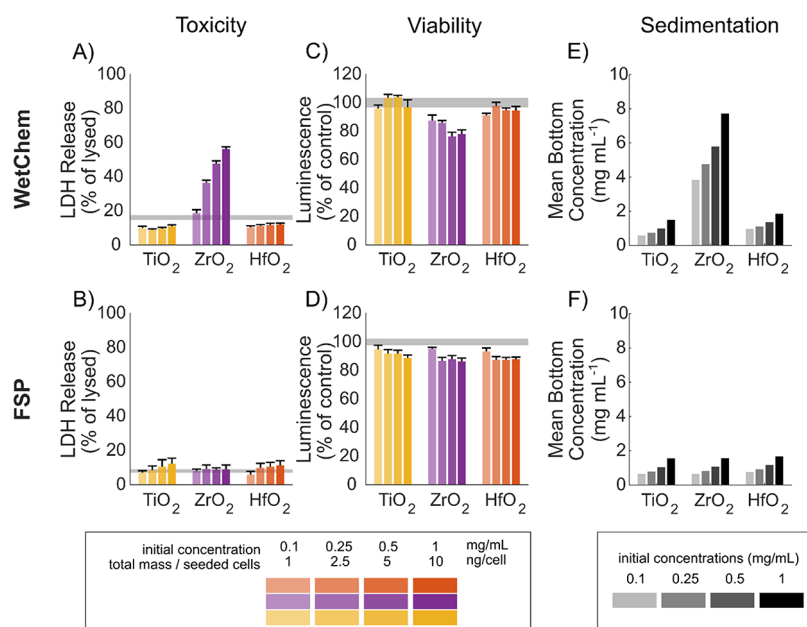 Toxicity
Viability
Sedimentation
WetChem
A)
100
80
60
40
20
0
LDH Release
(% of lysed)
TiO2
ZrO2
HfO2
C)
120
100
80
60
40
20
0
Luminescence
(% of control)
TiO2
ZrO2
HfO2
E)
10
8
6
4
2
0
Mean Bottom
Concentration
(mg mL-1)
TiO2
ZrO2
HfO2
FSP
B)
100
80
60
40
20
0
LDH Release
(% of lysed)
TiO2
ZrO2
HfO2
D)
120
100
80
60
40
20
0
Luminescence
(% of control)
TiO2
ZrO2
HfO2
F)
10
8
6
4
2
0
Mean Bottom
Concentration
(mg mL-1)
TiO2
ZrO2
HfO2
initial concentration 0.1 0.25 0.5 1 mg/mL
total mass / seeded cells 1 2.5 5 10 ng/cell
initial concentrations (mg/mL)
0.1 0.25 0.5 1